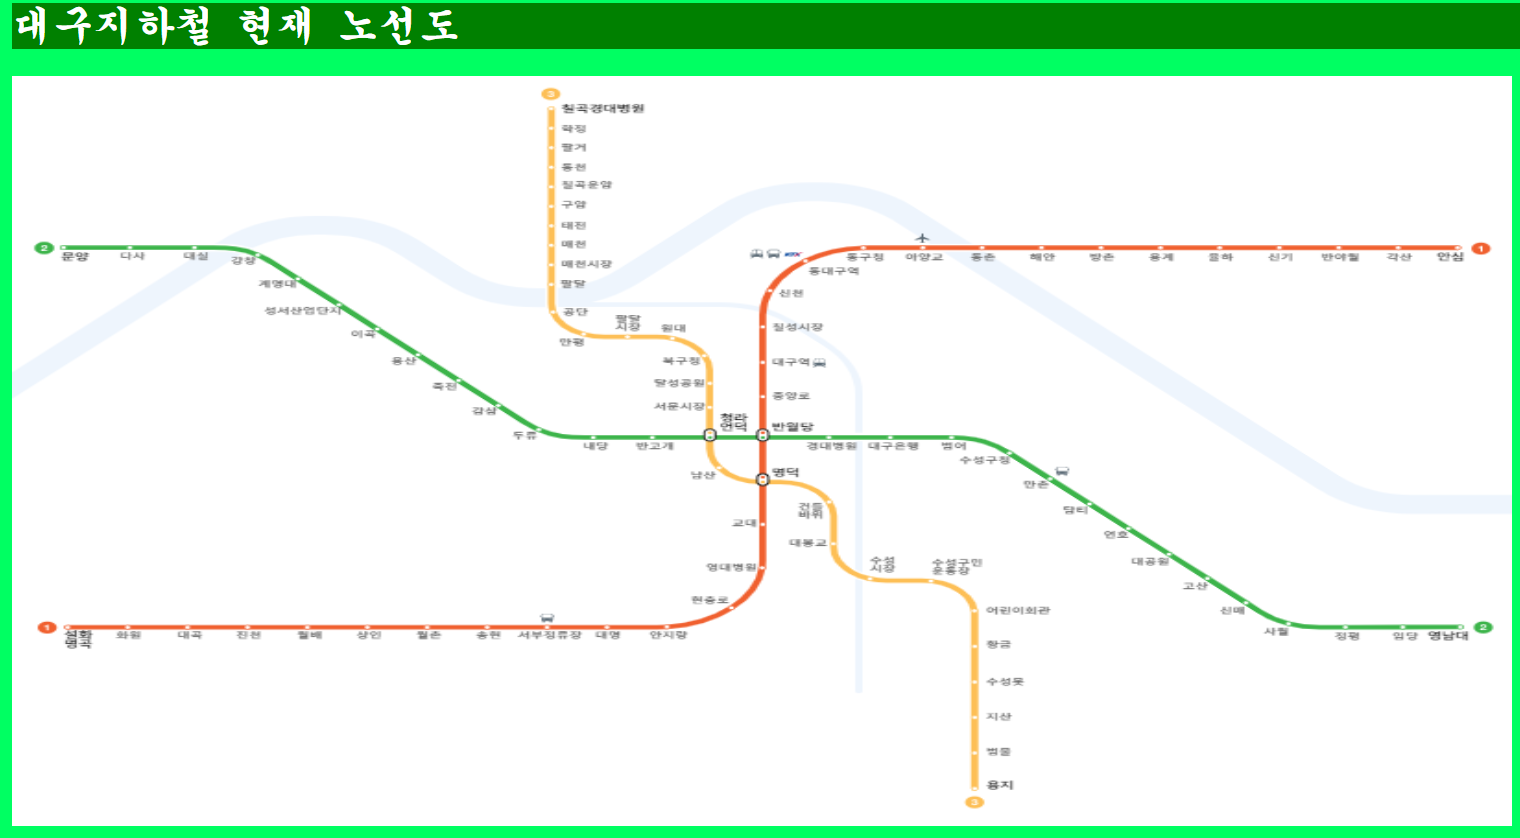 대구지하철 현재 노선도
3
칠곡경대병원
학정
팔거
동천
칠곡운암
구암
태전
매천
매천시장
팔달
공단
만평
팔달
시장
원대
북구청
달성공원
서문시장
청라
언덕
남산
명덕
건들
바위
대봉교
수성
시장
수성구민
운동장
어린이회관
황금
수성못
지산
범물
용지
3
2
문양
다사
대실
강창
계명대
성서산업단지
이곡
용산
죽전
감삼
두류
내당
반고개
반월당
경대병원
대구은행
범어
수성구청
만촌
담티
연호
대공원
고산
신매
사월
정평
임당
영남대
2
1
설화
명곡
화원
대곡
진천
월배
상인
월촌
송현
서부정류장
대명
안지랑
현충로
영대병원
교대
중앙로
대구역
칠성시장
신천
동대구역
KTX
동구청
아양교
동촌
해안
방촌
용계
율하
신기
반야월
각산
안심
1